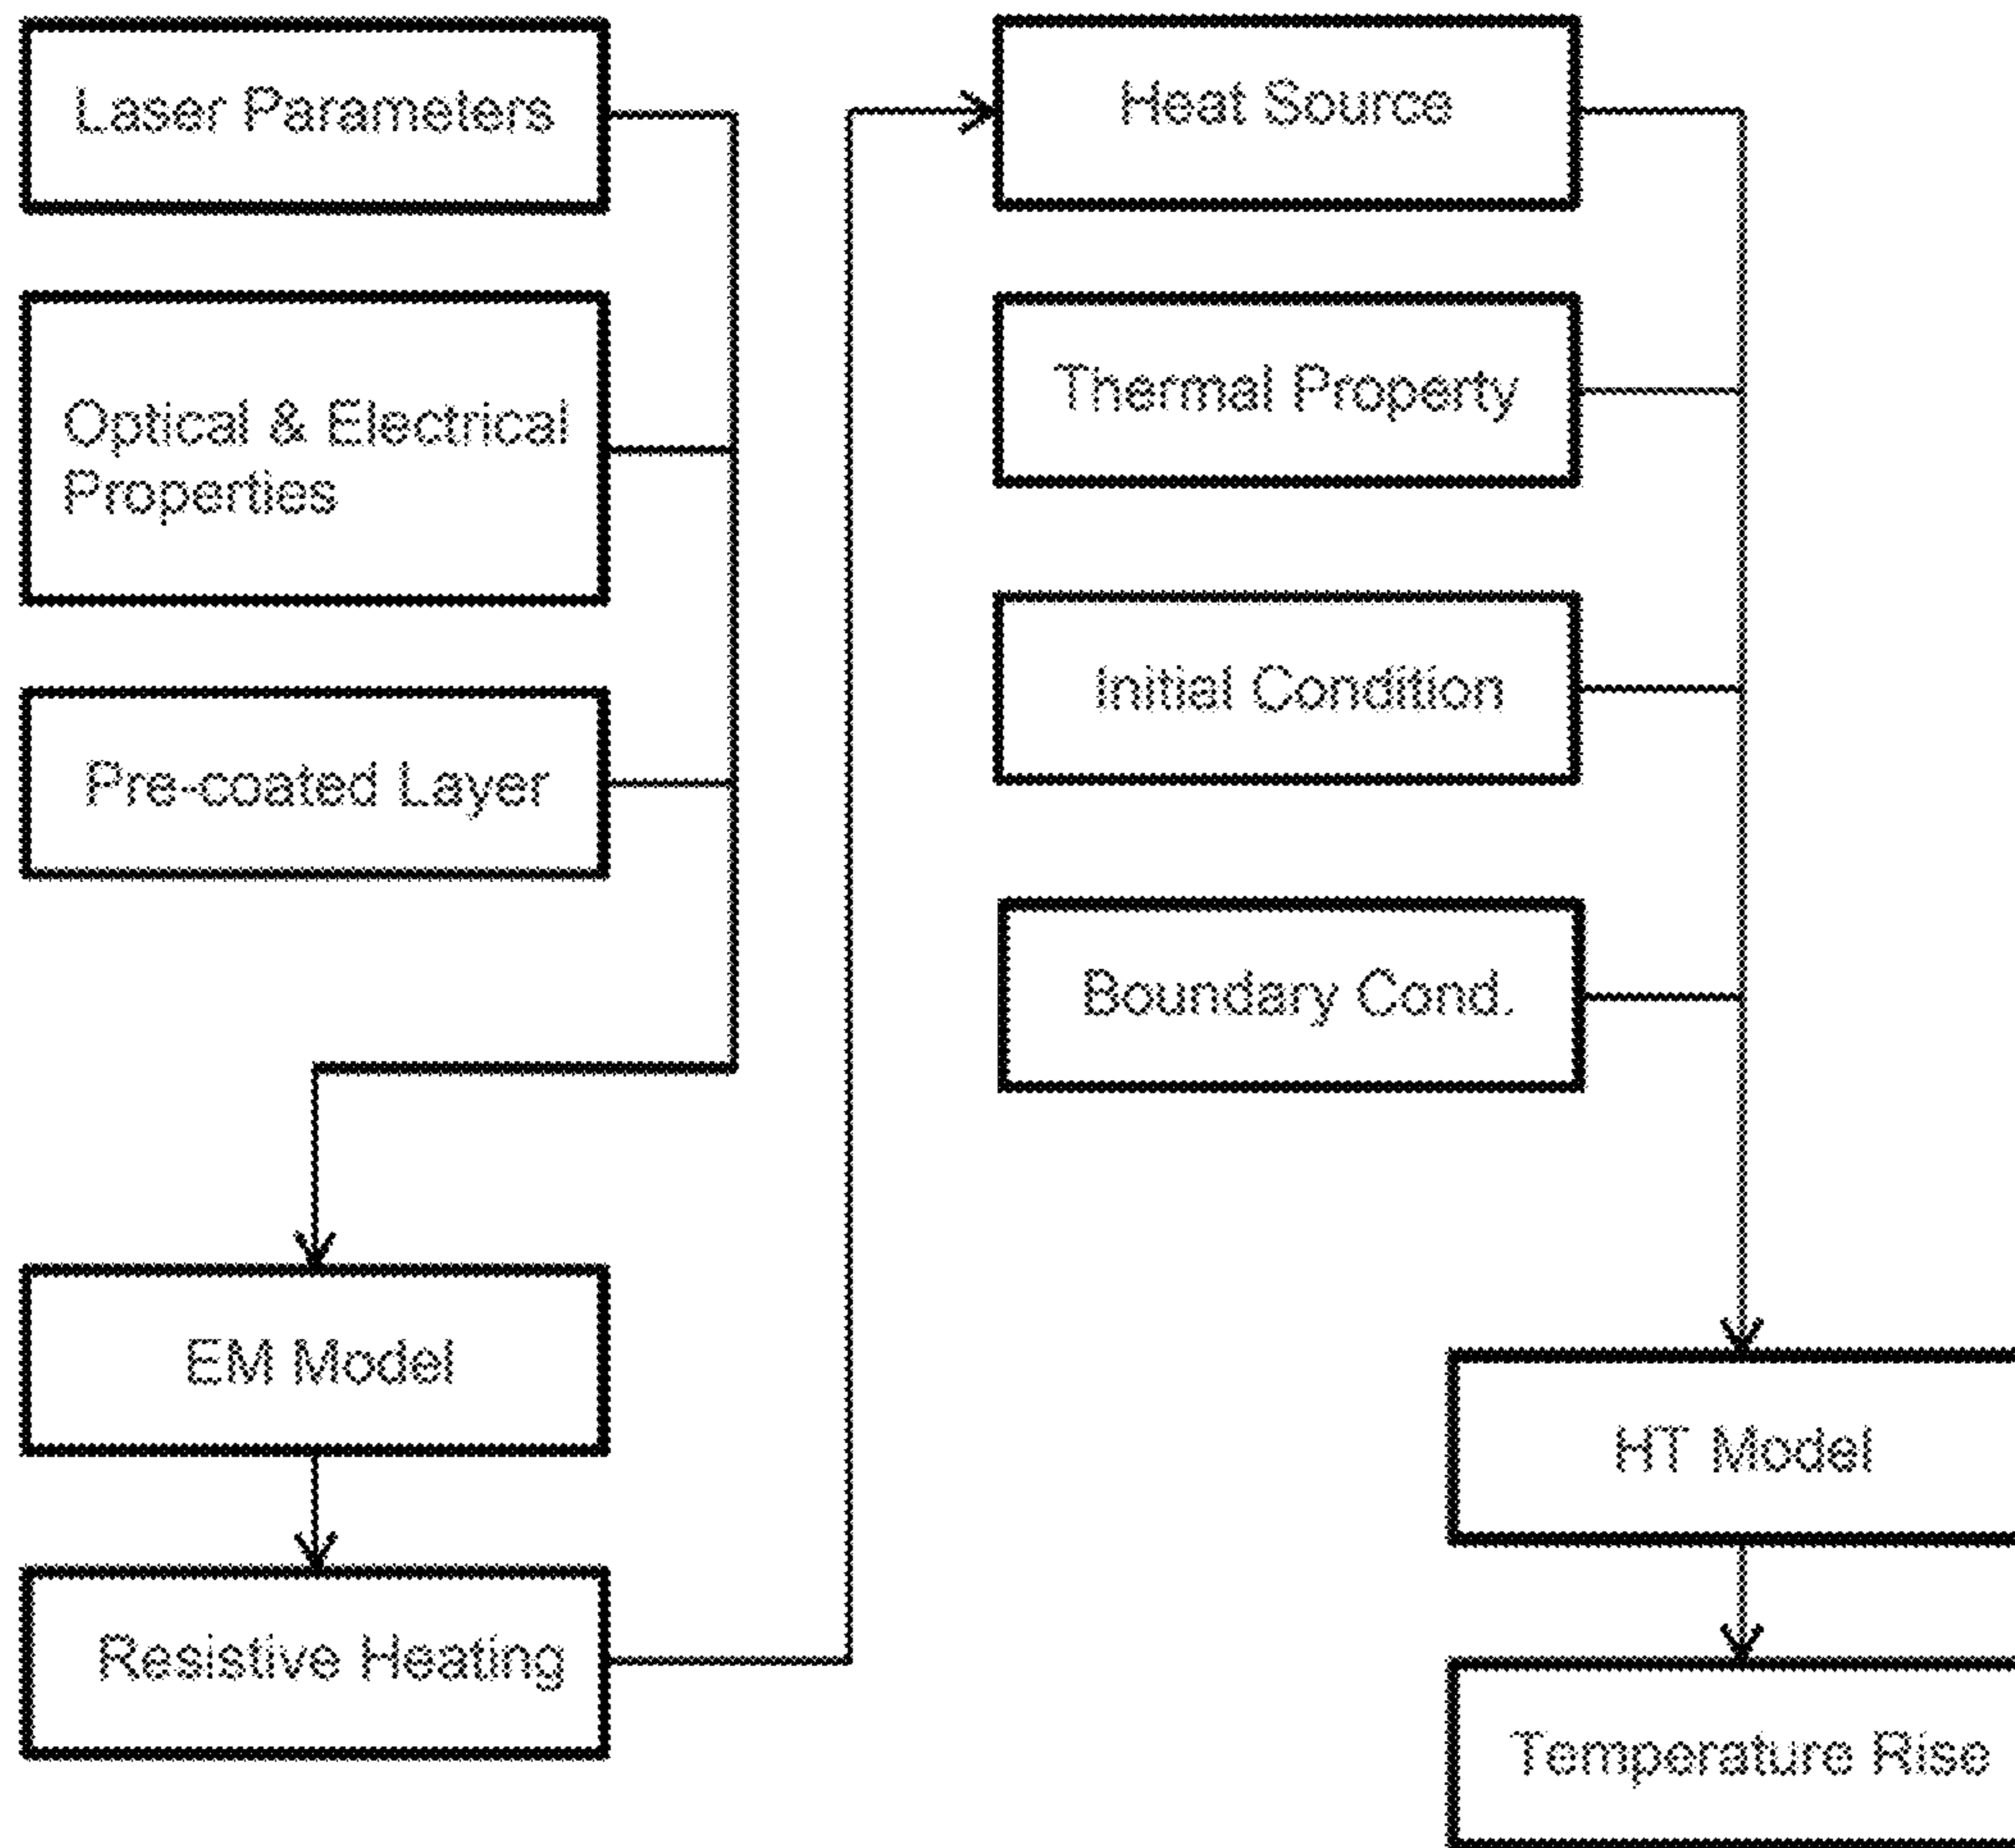 Laser Parameters
Optical & Electrical
Properties
Pre-coated Layer
EM Model
Resistive Heating
Heat Source
Thermal Property
Initial Condition
Boundary Cond.
HT Model
Temperature Rise